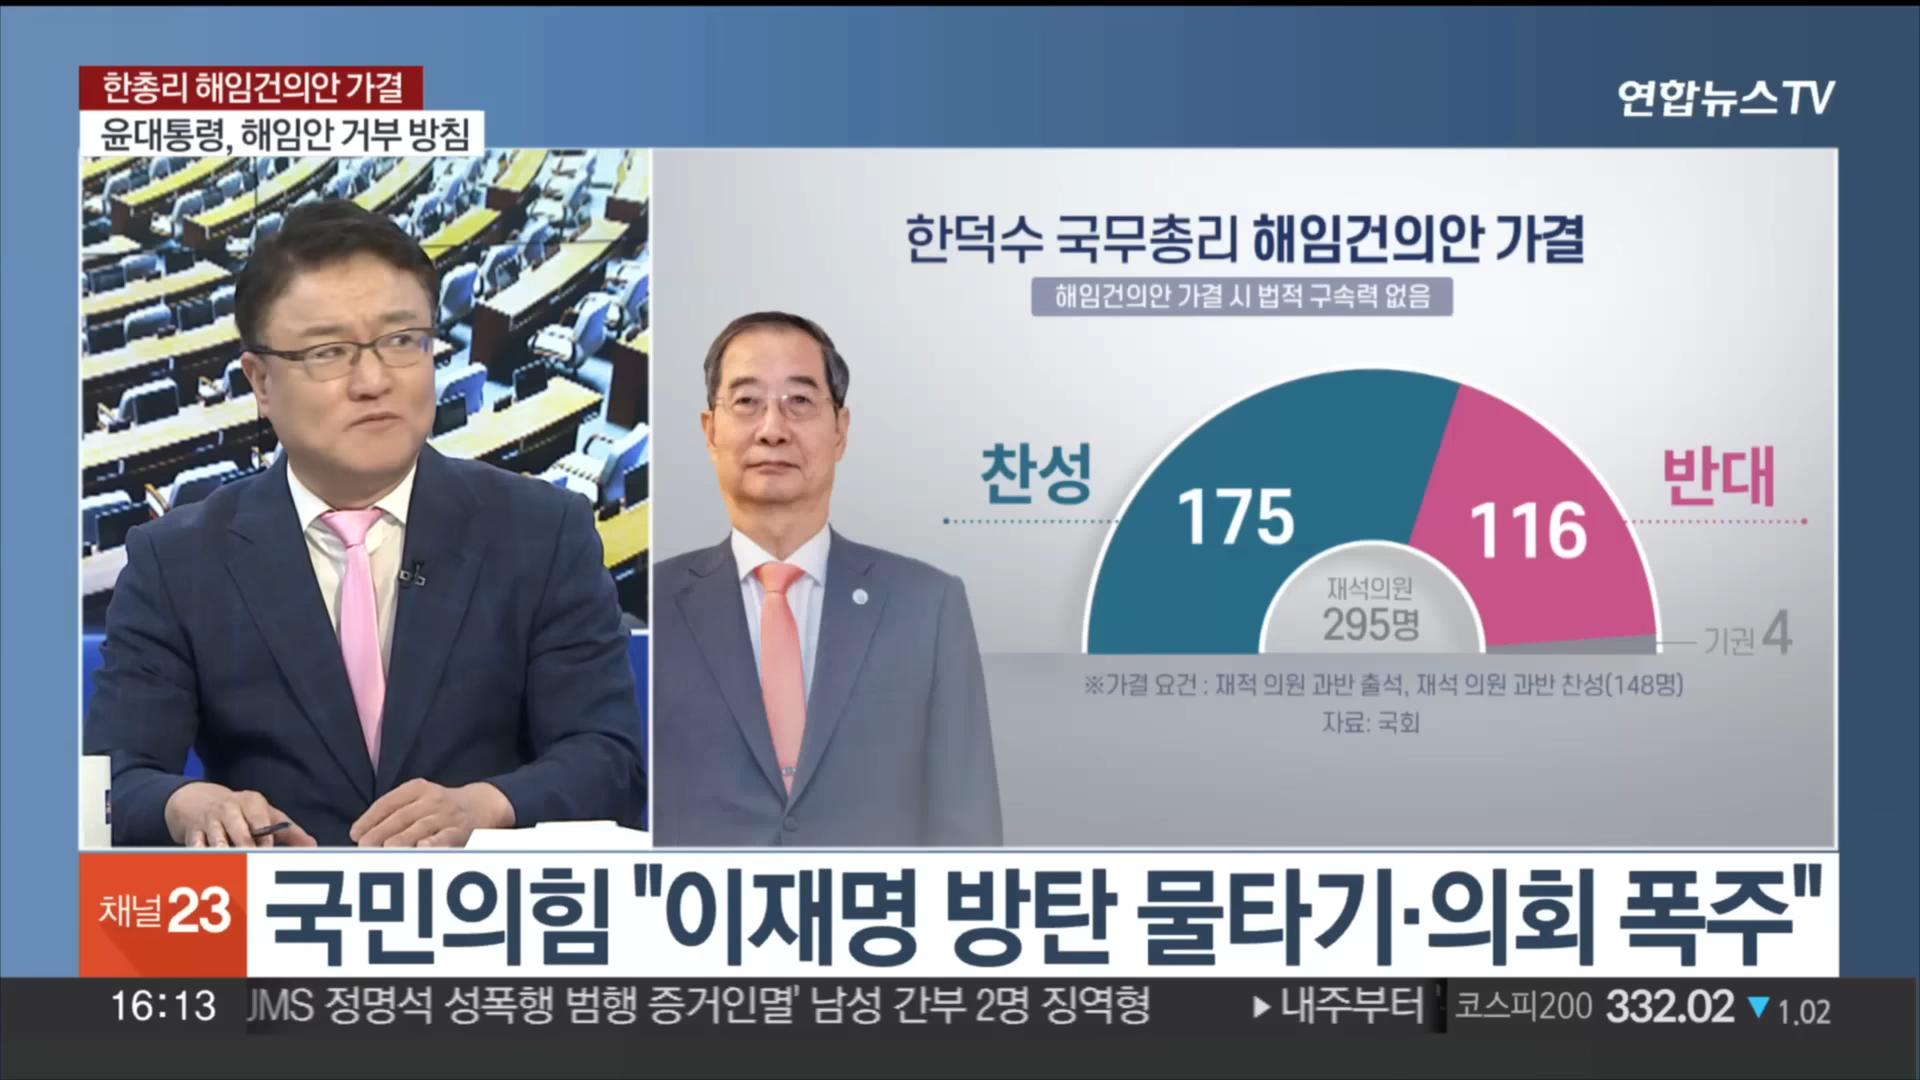 한총리 해임건의안 가결
윤대통령, 해임안 거부 방침
연합뉴스TV
한덕수 국무총리 해임건의안 가결
해임건의안 가결 시 법적 구속력 없음
찬성
175
116
반대
재석의원
295명
기권 4
※가결 요건 : 재적 의원 과반 출석, 재석 의원 과반 찬성(148명)
자료: 국회
채널 23
국민의힘 "이재명 방탄 물타기·의회 폭주"
16:13
JMS 정명석 성폭행 범행 증거인멸' 남성 간부 2명 징역형
▶내주부터 '
코스피200 332.02 ▼ 1.02